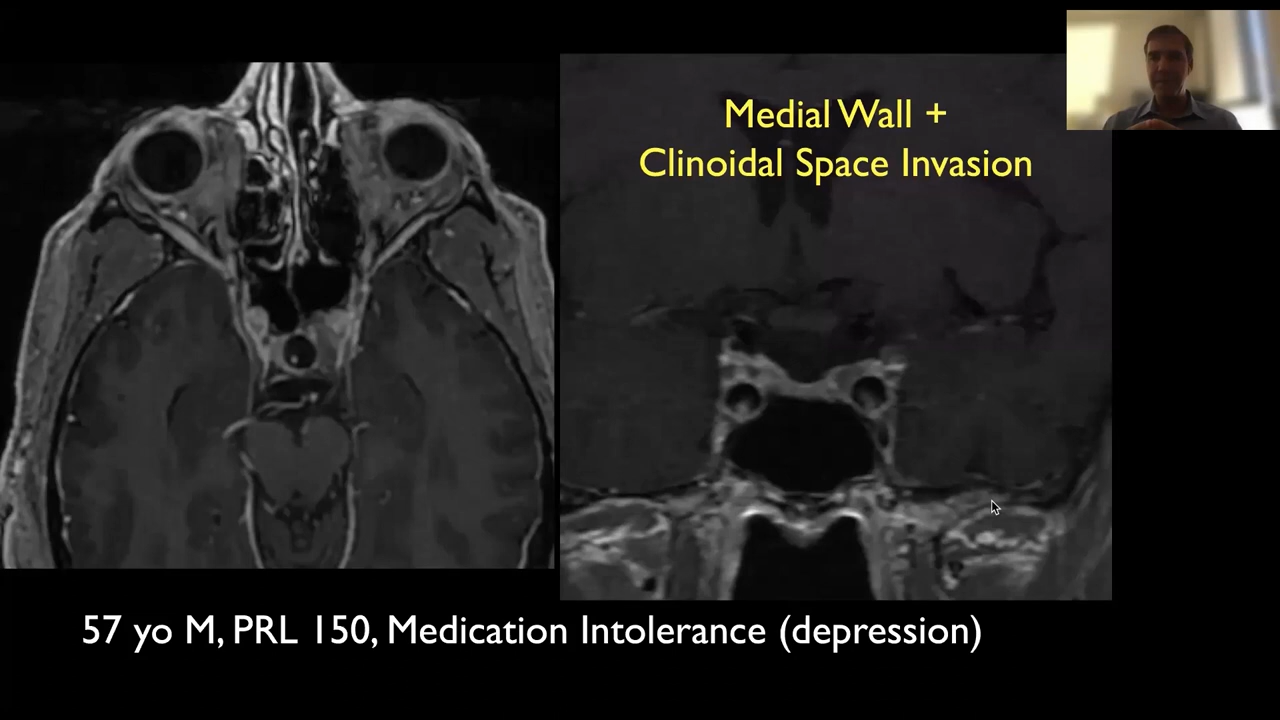 Medial Wall +
Clinoidal Space Invasion
57 yo M, PRL 150, Medication Intolerance (depression)